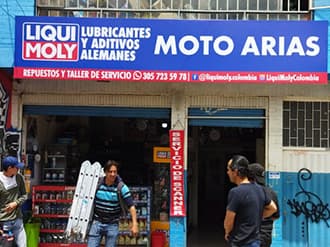 LIQUI
MOLY
LUBRICANTES
Y ADITIVOS
ALEMANES
MOTO ARIAS
REPUESTOS Y TALLER DE SERVICIO 305 723 59 78 @liquimoly.colombia LiquiMolyColombia
SERVICIO DE SCANNER